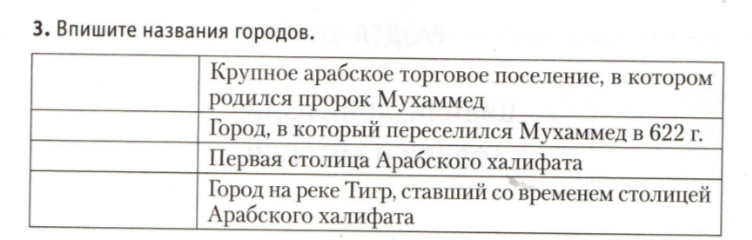 3. Впишите названия городов.
Крупное арабское торговое поселение, в котором
родился пророк Мухаммед
Город, в который переселился Мухаммед в 622 г.
Первая столица Арабского халифата
Город на реке Тигр, ставший со временем столицей
Арабского халифата